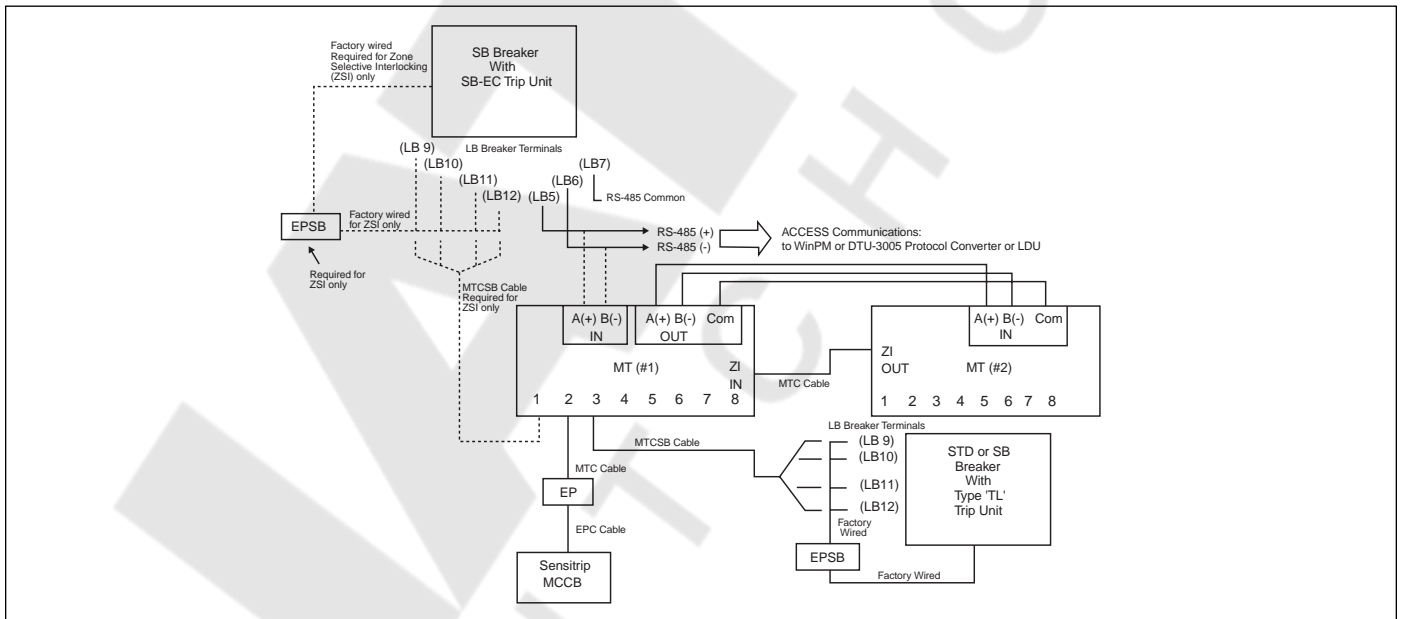 Factory wired
Required for Zone
Selective Interlocking
(ZSI) only
SB Breaker
With
SB-EC Trip Unit
LB Breaker Terminals
(LB 9)
(LB10)
(LB11)
(LB12)
(LB5)
(LB6)
(LB7)
RS-485 Common
Factory wired
for ZSI only
EPSB
Required for
ZSI only
RS-485 (+)
RS-485 (-)
ACCESS Communications:
to WinPM or DTU-3005 Protocol Converter or LDU
MTCSB Cable
Required for
ZSI only
A(+) B(-)
IN
A(+) B(-) Com
OUT
MT (#1)
ZI
IN
1 2 3 4 5 6 7 8
MTC Cable
A(+) B(-) Com
IN
ZI
OUT
MT (#2)
1 2 3 4 5 6 7 8
MTCSB Cable
LB Breaker Terminals
(LB 9)
(LB10)
(LB11)
(LB12)
Factory
Wired
STD or SB
Breaker
With
Type 'TL'
Trip Unit
EPSB
Factory Wired
MTC Cable
EP
EPC Cable
Sensitrip
MCCB